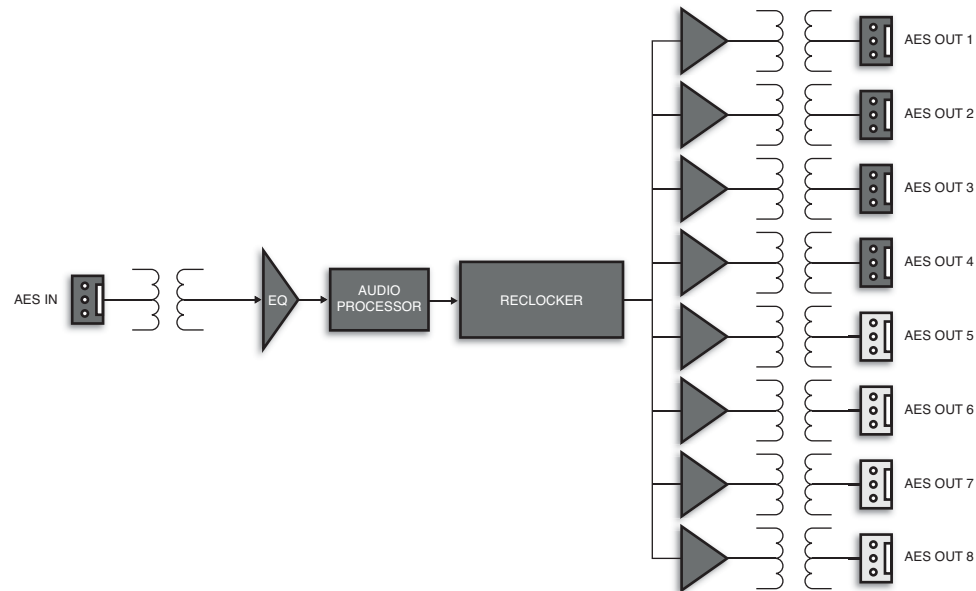 AES OUT 1
AES OUT 2
AES OUT 3
AES OUT 4
AES IN
EQ
AUDIO
PROCESSOR
RECLOCKER
AES OUT 5
AES OUT 6
AES OUT 7
AES OUT 8